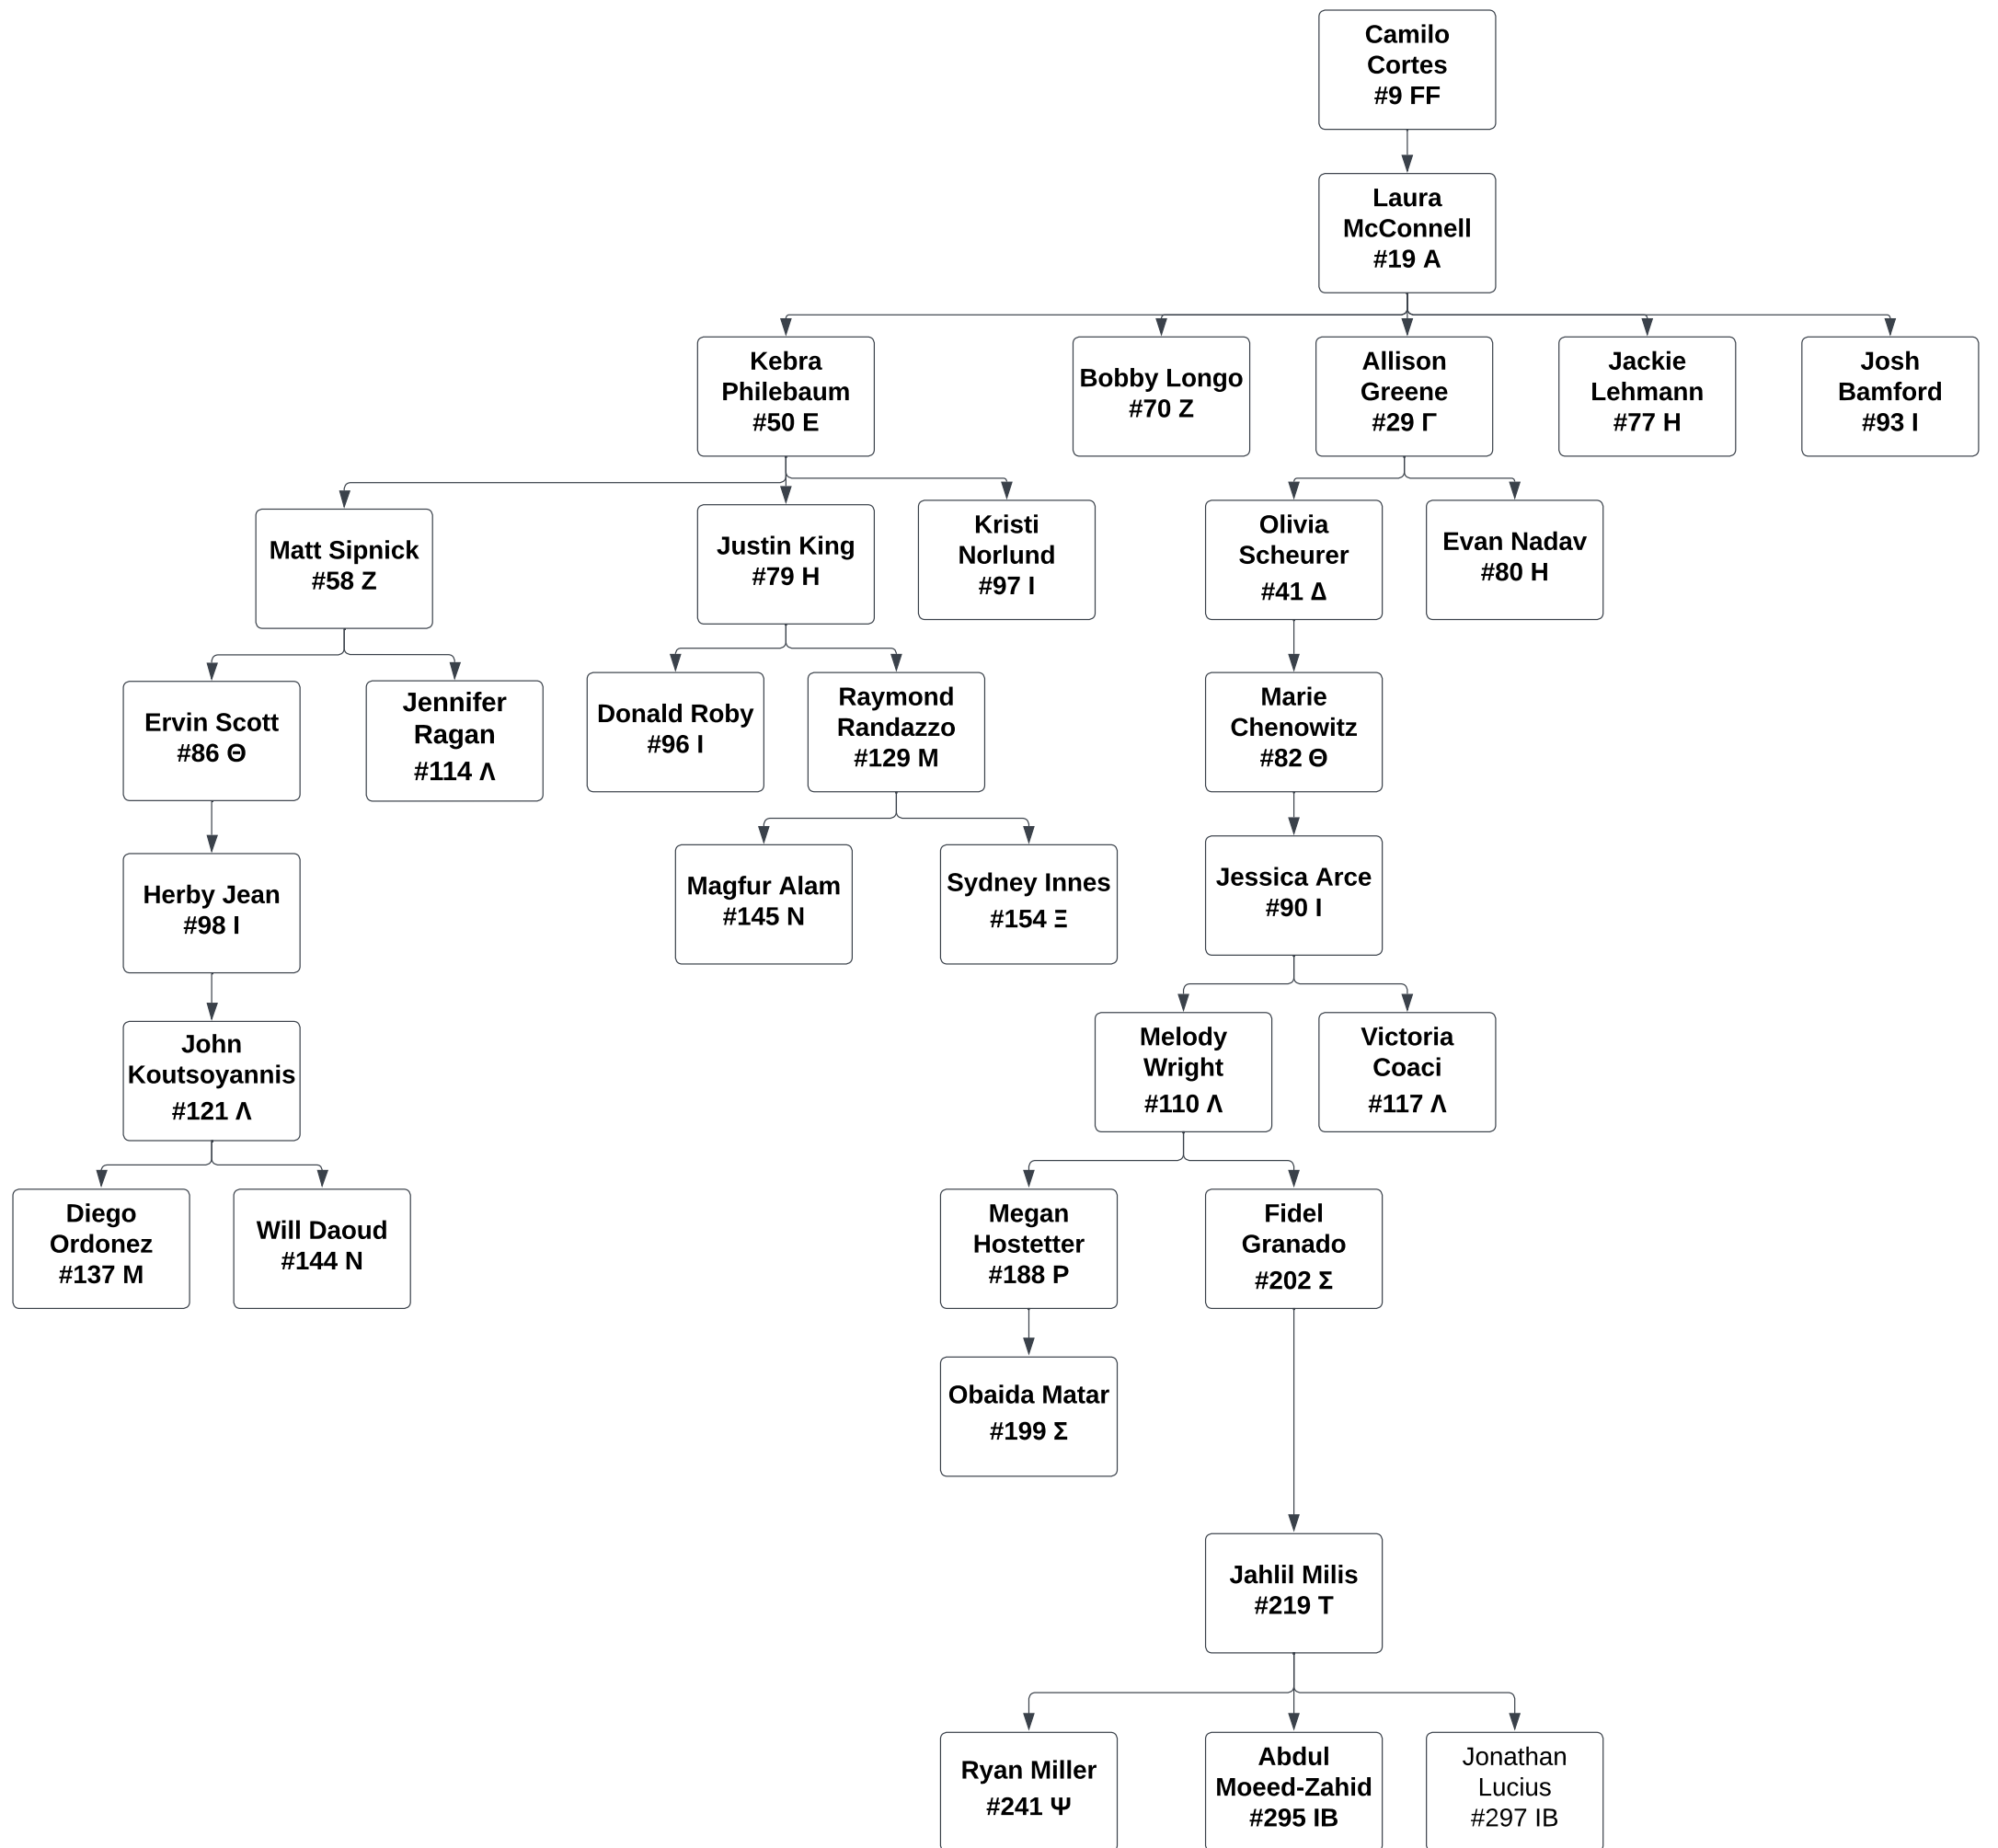 Camilo
Cortes
#9 FF
Laura
McConnell
#19 A
Kebra
Philebaum
#50 E
Bobby Longo
#70 Z
Allison
Greene
#29 Γ
Jackie
Lehmann
#77 H
Josh
Bamford
#93 I
Matt Sipnick
#58 Z
Justin King
#79 H
Kristi
Norlund
#97 I
Olivia
Scheurer
#41 Δ
Evan Nadav
#80 H
Ervin Scott
#86 Θ
Jennifer
Ragan
#114 Λ
Donald Roby
#96 I
Raymond
Randazzo
#129 M
Marie
Chenowitz
#82 Θ
Herby Jean
#98 I
Magfur Alam
#145 N
Sydney Innes
#154 Ξ
Jessica Arce
#90 I
John
Koutsoyannis
#121 Λ
Melody
Wright
#110 Λ
Victoria
Coaci
#117 Λ
Diego
Ordonez
#137 M
Will Daoud
#144 N
Megan
Hostetter
#188 P
Fidel
Granado
#202 Σ
Obaida Matar
#199 Σ
Jahlil Milis
#219 T
Ryan Miller
#241 Ψ
Abdul
Moeed-Zahid
#295 IB
Jonathan
Lucius
#297 IB